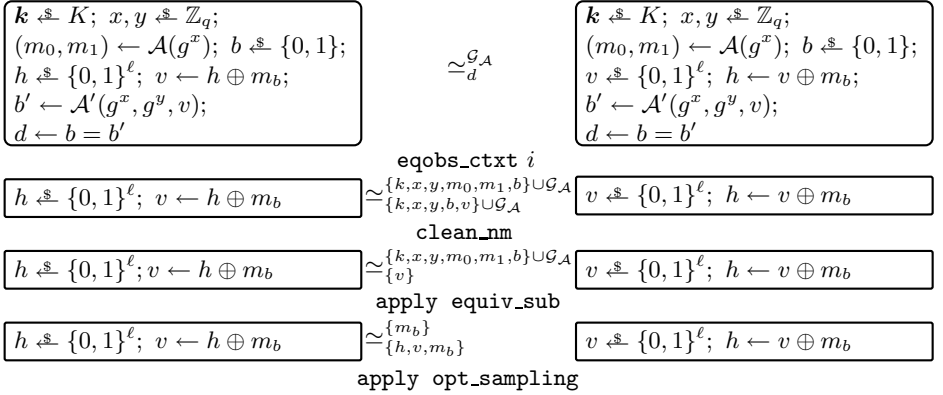 k ←$ K; x, y ←$ ℤ_q;
(m_0, m_1) ← 𝒜(g^x); b ←$ {0, 1};
h ←$ {0, 1}^ℓ; v ← h ⊕ m_b;
b′ ← 𝒜′(g^x, g^y, v);
d ← b = b′
≃_d^{𝒢_𝒜}
k ←$ K; x, y ←$ ℤ_q;
(m_0, m_1) ← 𝒜(g^x); b ←$ {0, 1};
v ←$ {0, 1}^ℓ; h ← v ⊕ m_b;
b′ ← 𝒜′(g^x, g^y, v);
d ← b = b′
eqobs_ctxt i
h ←$ {0, 1}^ℓ; v ← h ⊕ m_b ≃_{{k,x,y,b,v}∪𝒢_𝒜}^{{k,x,y,m_0,m_1,b}∪𝒢_𝒜} v ←$ {0, 1}^ℓ; h ← v ⊕ m_b
clean_nm
h ←$ {0, 1}^ℓ; v ← h ⊕ m_b ≃_{{v}}^{{k,x,y,m_0,m_1,b}∪𝒢_𝒜} v ←$ {0, 1}^ℓ; h ← v ⊕ m_b
apply equiv_sub
h ←$ {0, 1}^ℓ; v ← h ⊕ m_b ≃_{{h,v,m_b}}^{{m_b}} v ←$ {0, 1}^ℓ; h ← v ⊕ m_b
apply opt_sampling